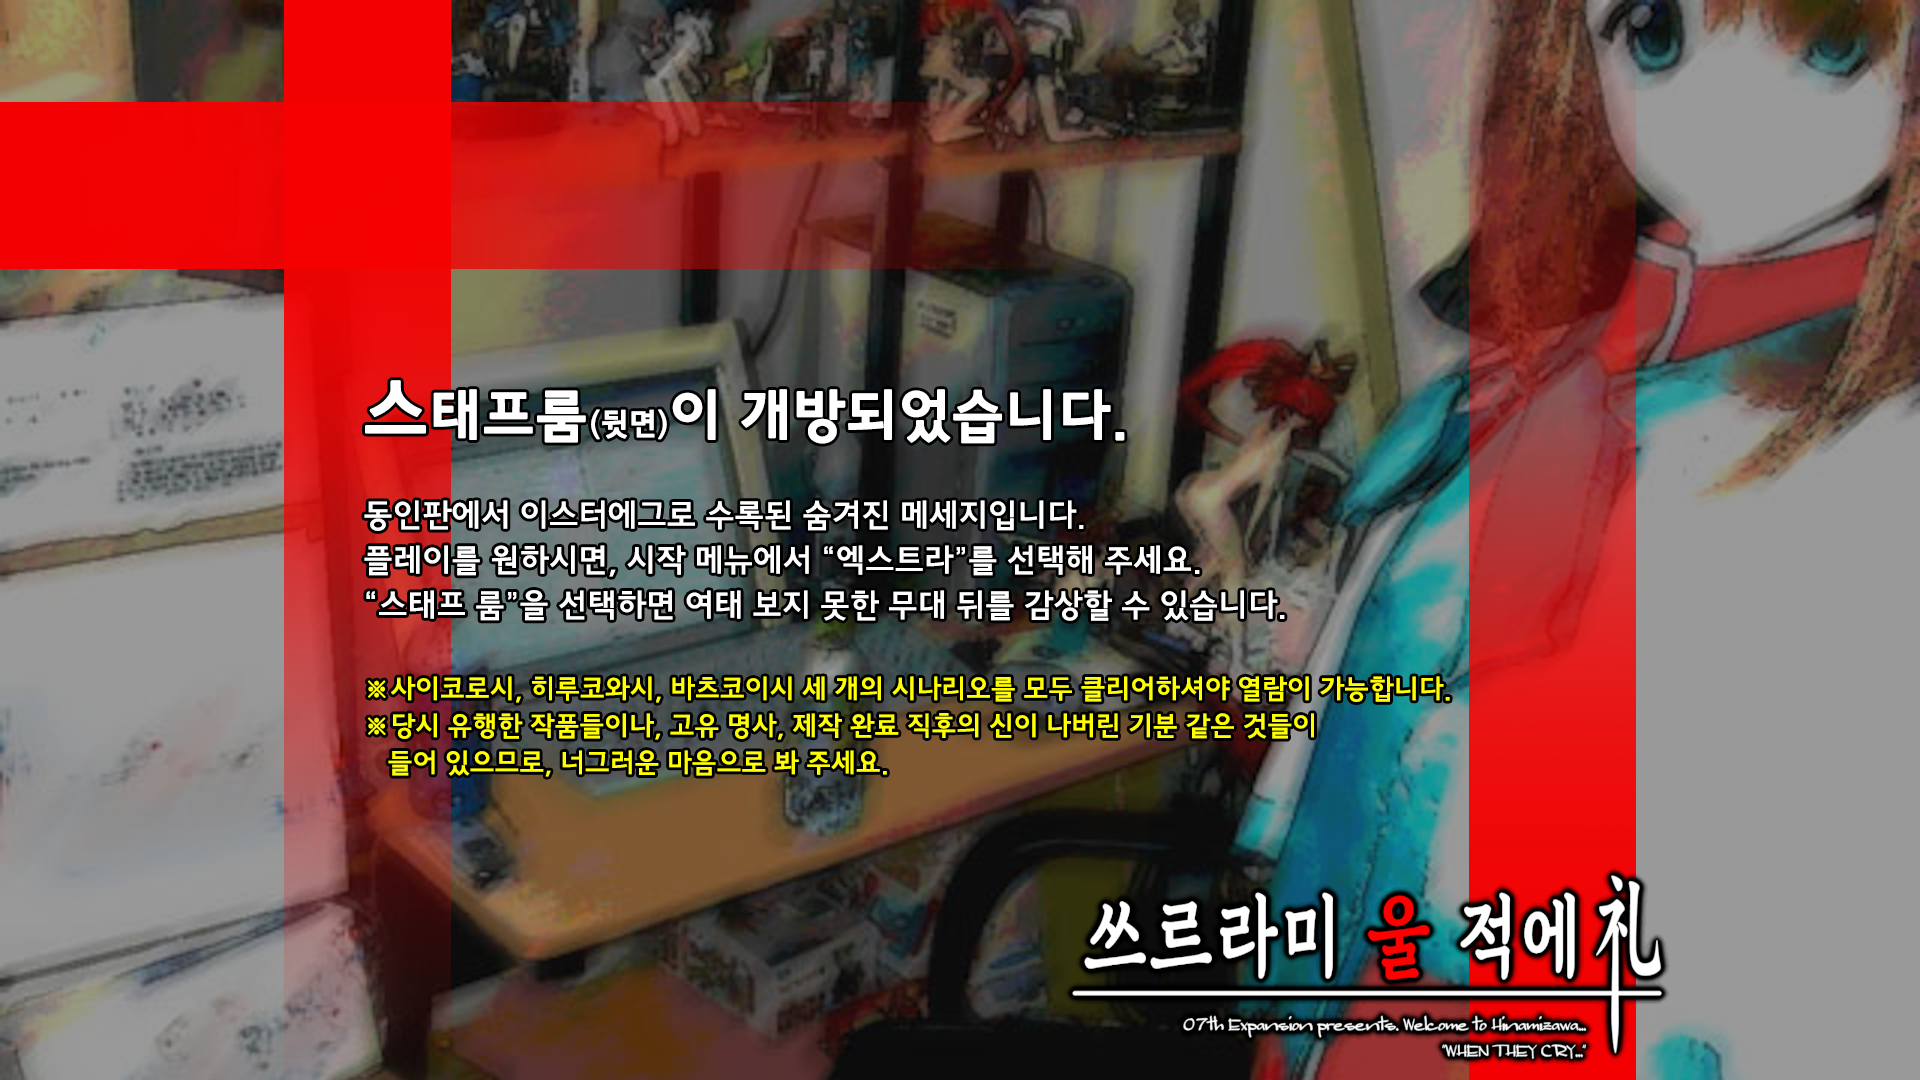 스태프룸(뒷면)이 개방되었습니다.
동인판에서 이스터에그로 수록된 숨겨진 메세지입니다.
플레이를 원하시면, 시작 메뉴에서 “엑스트라”를 선택해 주세요.
“스태프 룸”을 선택하면 여태 보지 못한 무대 뒤를 감상할 수 있습니다.
※사이코로시, 히루코와시, 바츠코이시 세 개의 시나리오를 모두 클리어하셔야 열람이 가능합니다.
※당시 유행한 작품들이나, 고유 명사, 제작 완료 직후의 신이 나버린 기분 같은 것들이
들어 있으므로, 너그러운 마음으로 봐 주세요.
쓰르라미 울 적에 礼
07th Expansion presents. Welcome to Hinamizawa...
"WHEN THEY CRY..."